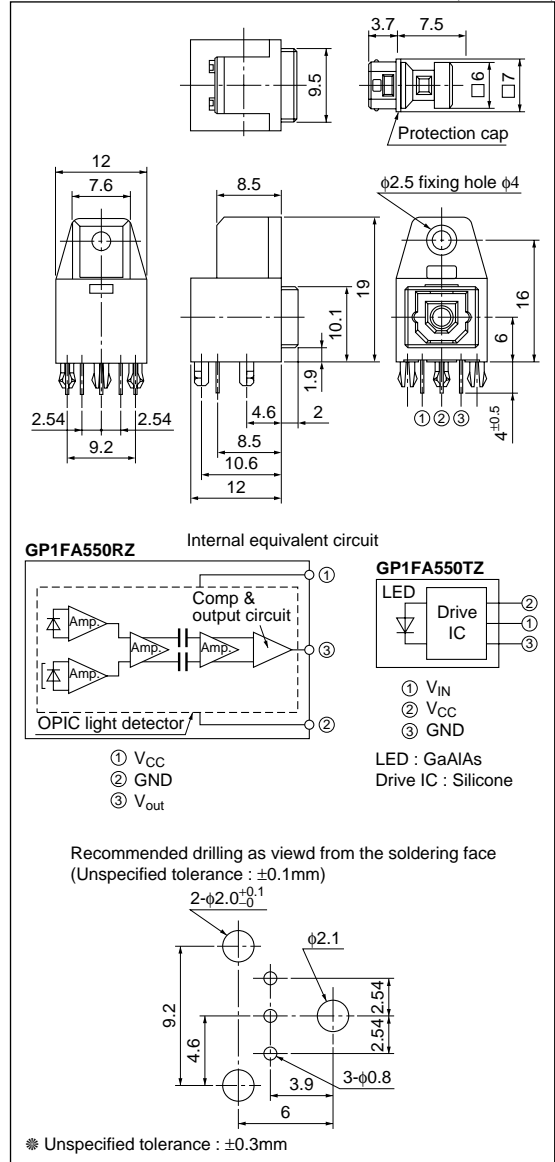 3.7 7.5
9.5
□6
□7
Protection cap
12
7.6
8.5
φ2.5 fixing hole φ4
19
10.1
1.9
16
6
4±0.5
4.6 2
8.5
10.6
12
2.54 2.54
9.2
① ② ③
Internal equivalent circuit
GP1FA550RZ
Comp &
output circuit
Amp.
Amp.
Amp.
Amp.
①
③
②
OPIC light detector
① VCC
② GND
③ Vout
GP1FA550TZ
LED
Drive
IC
②
①
③
① VIN
② VCC
③ GND
LED : GaAlAs
Drive IC : Silicone
Recommended drilling as viewd from the soldering face
(Unspecified tolerance : ±0.1mm)
2-φ2.0+0.1−0
φ2.1
9.2
4.6
2.54
2.54
3.9
3-φ0.8
6
❊ Unspecified tolerance : ±0.3mm